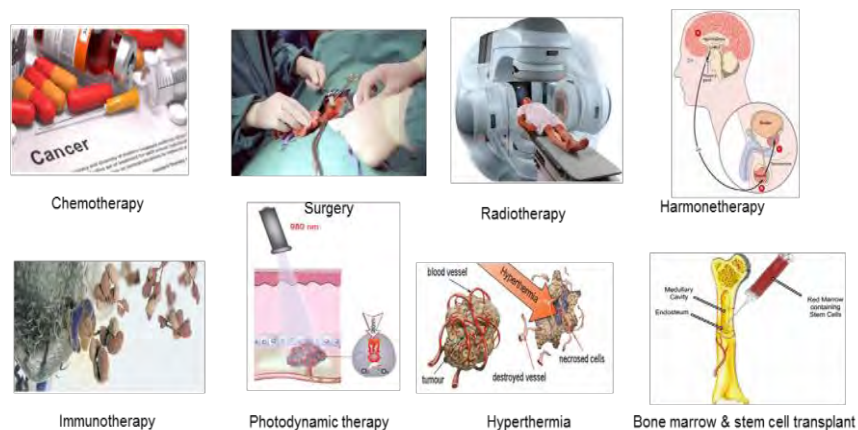 Cancer
Chemotherapy
Surgery
Radiotherapy
Harmonetherapy
980 nm
blood vessel
Hyperthermia
tumour
destroyed vessel
necrosed cells
Medullary
Cavity
Endosteum
Red Marrow
containing
Stem Cells
Immunotherapy
Photodynamic therapy
Hyperthermia
Bone marrow & stem cell transplant